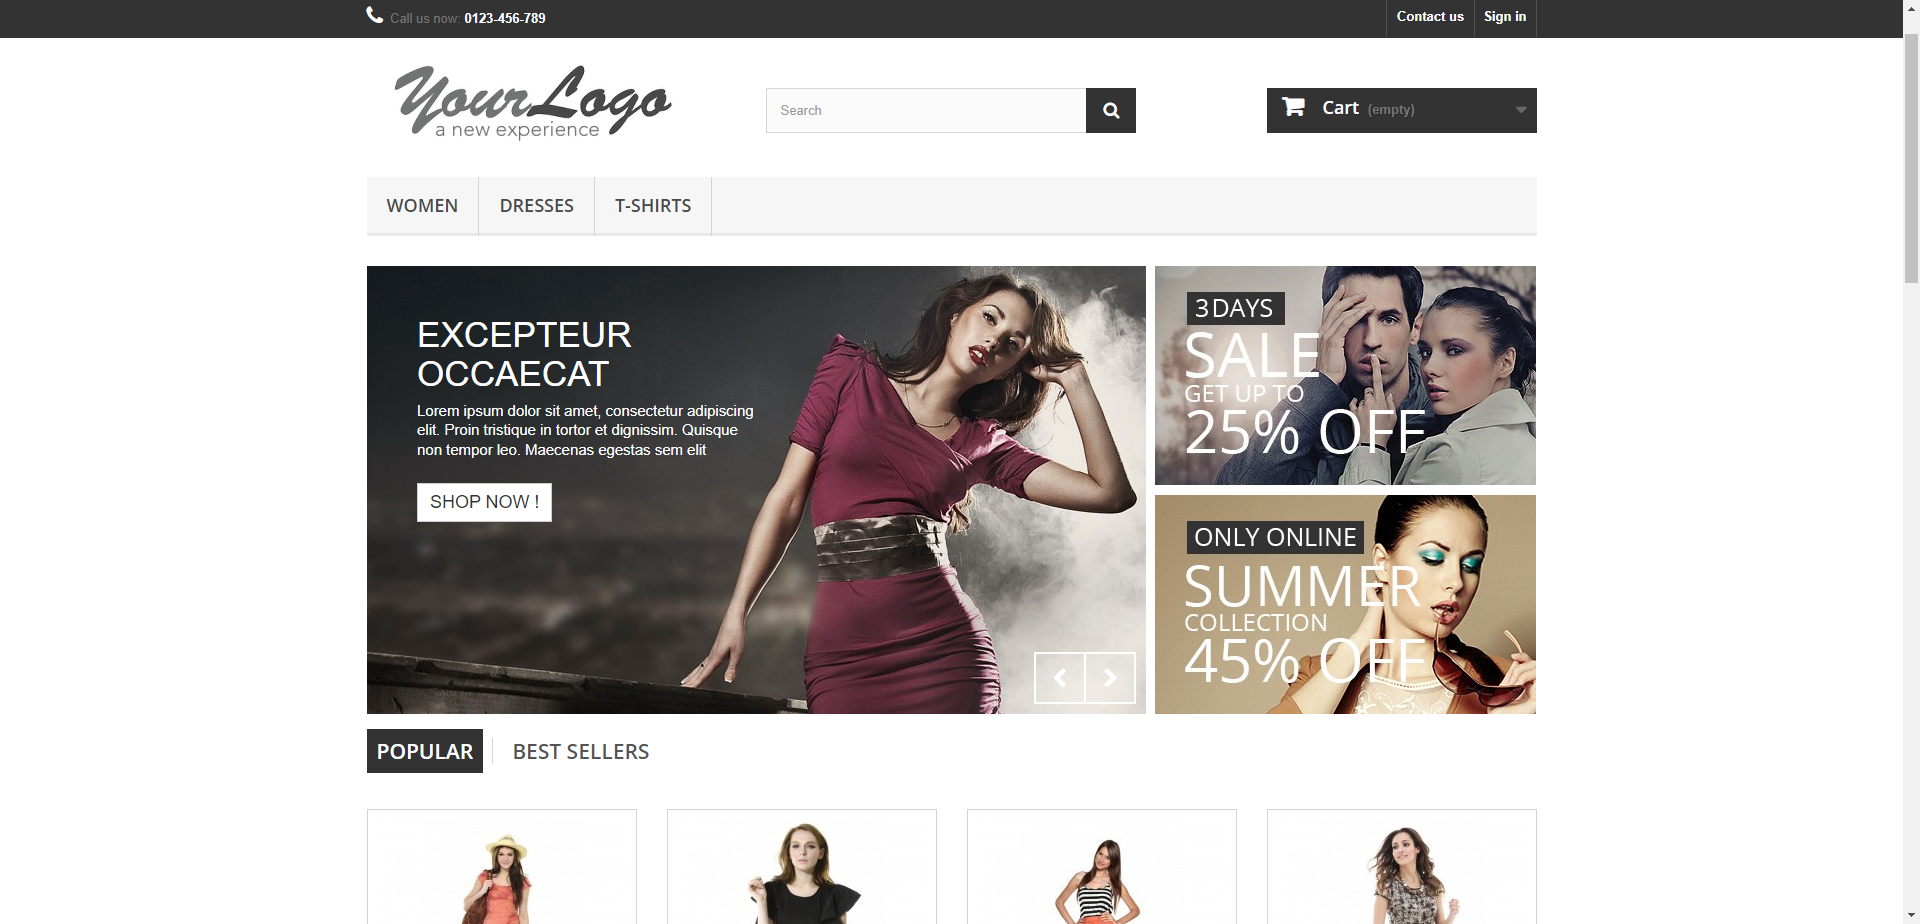 Call us now: 0123-456-789
Contact us
Sign in
YourLogo
a new experience
Search
Cart (empty)
WOMEN
DRESSES
T-SHIRTS
EXCEPTEUR
OCCAECAT
Lorem ipsum dolor sit amet, consectetur adipiscing
elit. Proin tristique in tortor et dignissim. Quisque
non tempor leo. Maecenas egestas sem elit
SHOP NOW !
3 DAYS
SALE
GET UP TO
25% OFF
ONLY ONLINE
SUMMER
COLLECTION
45% OFF
POPULAR
BEST SELLERS